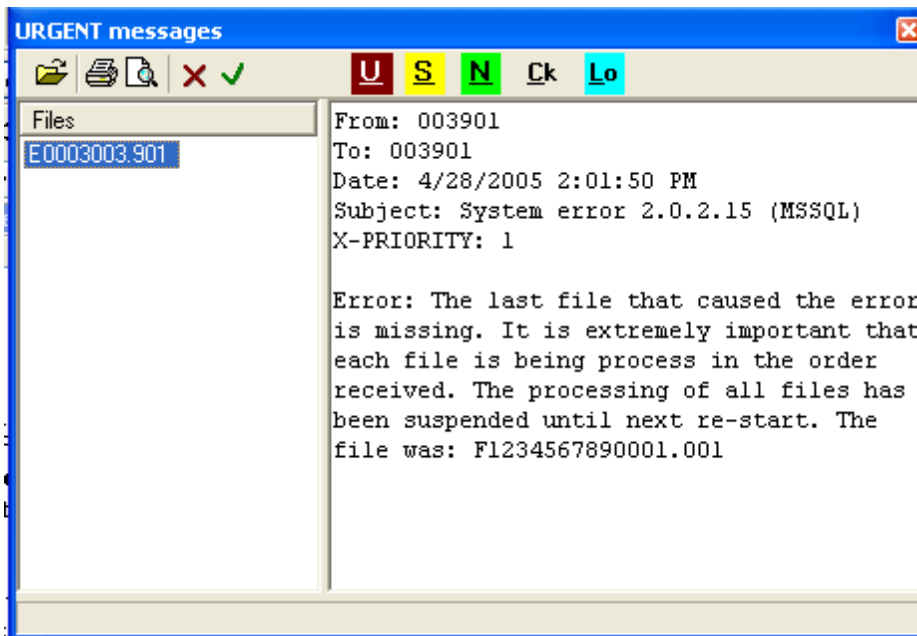 URGENT messages
U S N Ck Lo
Files
E0003003.901
From: 003901
To: 003901
Date: 4/28/2005 2:01:50 PM
Subject: System error 2.0.2.15 (MSSQL)
X-PRIORITY: 1
Error: The last file that caused the error
is missing. It is extremely important that
each file is being process in the order
received. The processing of all files has
been suspended until next re-start. The
file was: F1234567890001.001